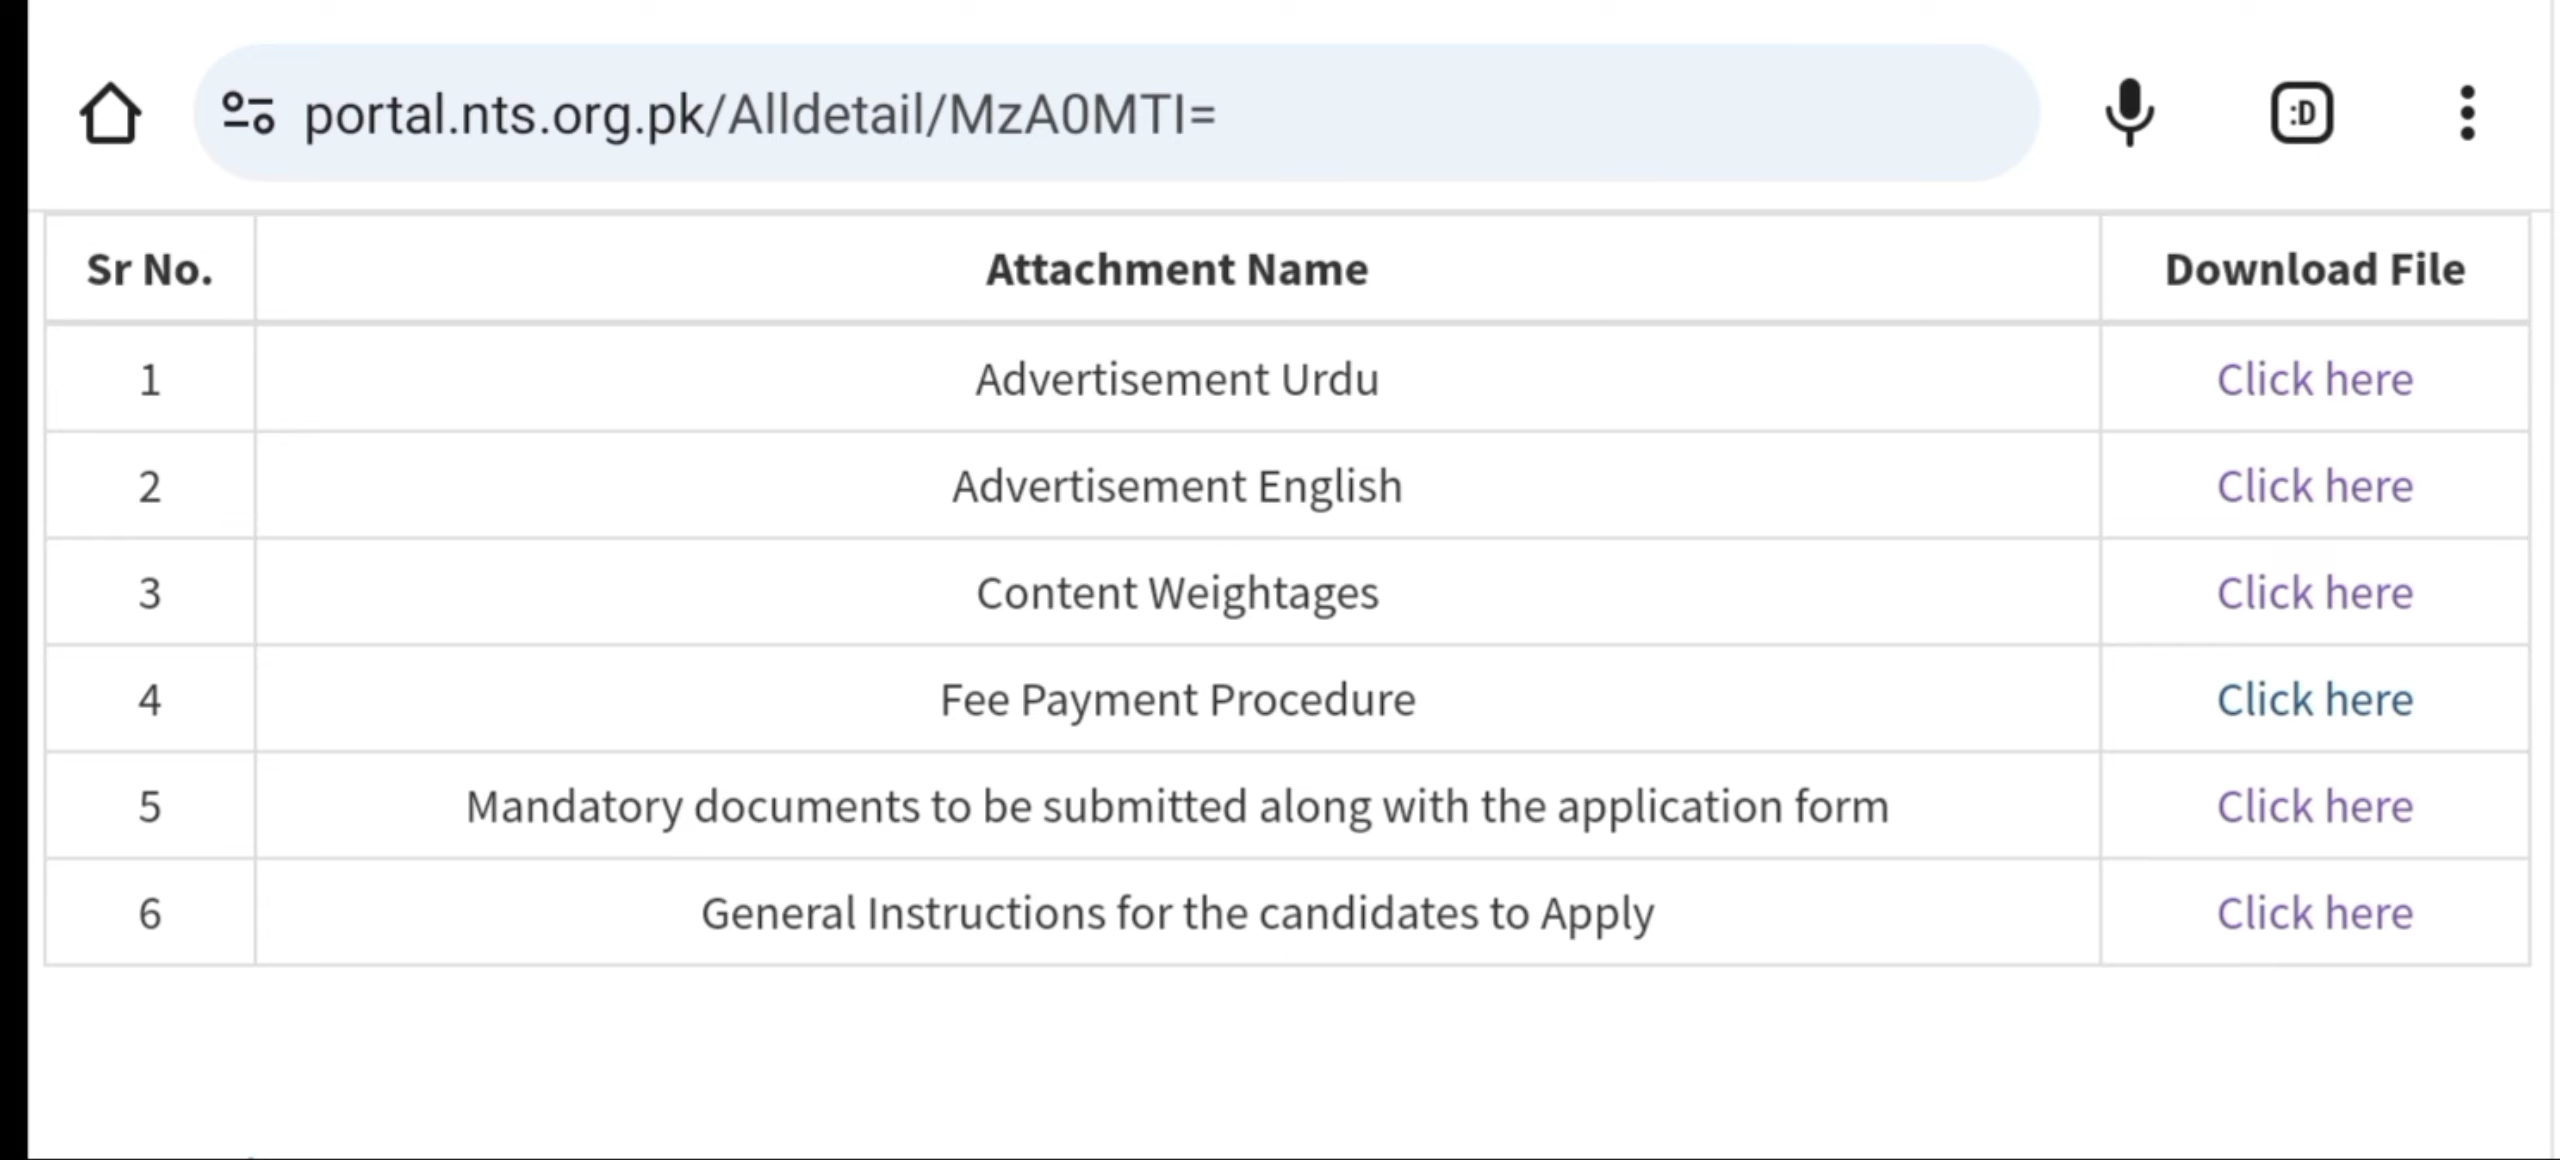 portal.nts.org.pk/Alldetail/MzA0MTI=
:D
Sr No. Attachment Name Download File
1 Advertisement Urdu Click here
2 Advertisement English Click here
3 Content Weightages Click here
4 Fee Payment Procedure Click here
5 Mandatory documents to be submitted along with the application form Click here
6 General Instructions for the candidates to Apply Click here